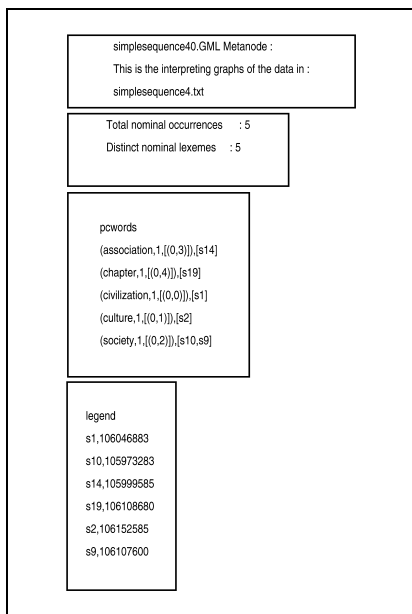 simplesequence40.GML Metanode :
This is the interpreting graphs of the data in :
simplesequence4.txt
Total nominal occurrences : 5
Distinct nominal lexemes : 5
pcwords
(association,1,[(0,3)]),[s14]
(chapter,1,[(0,4)]),[s19]
(civilization,1,[(0,0)]),[s1]
(culture,1,[(0,1)]),[s2]
(society,1,[(0,2)]),[s10,s9]
legend
s1,106046883
s10,105973283
s14,105999585
s19,106108680
s2,106152585
s9,106107600